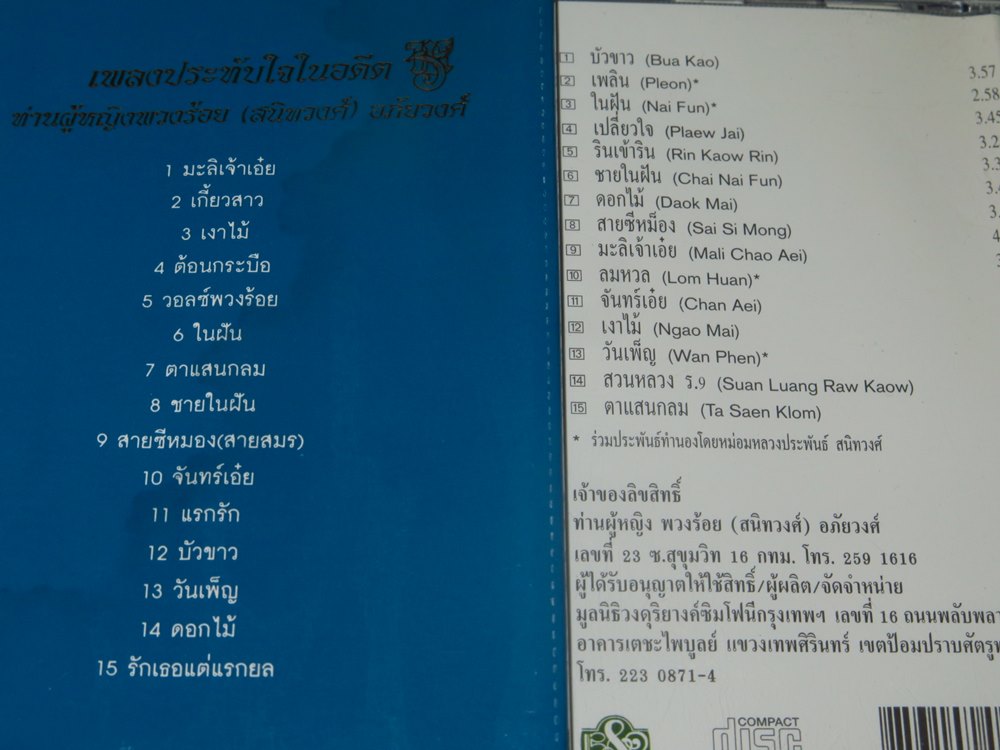 เพลงประทับใจในอดีต
ท่านผู้หญิงพวงร้อย (สนิทวงศ์) อภัยวงศ์
1 มะลิเจ้าเอ๋ย
2 เกี้ยวสาว
3 เงาไม้
4 ต้อนกระบือ
5 วอลซ์พวงร้อย
6 ในฝัน
7 ตาแสนกลม
8 ชายในฝัน
9 สายซีหมอง(สายสมร)
10 จันทร์เอ๋ย
11 แรกรัก
12 บัวขาว
13 วันเพ็ญ
14 ดอกไม้
15 รักเธอแต่แรกยล
1 บัวขาว (Bua Kao) 3.57
2 เพลิน (Pleon)* 2.58
3 ในฝัน (Nai Fun)* 3.45
4 เปลี่ยวใจ (Plaew Jai) 3.2
5 รินเข้าริน (Rin Kaow Rin) 3.3
6 ชายในฝัน (Chai Nai Fun) 3.4
7 ดอกไม้ (Daok Mai) 3.
8 สายซีหม็อง (Sai Si Mong) 4
9 มะลิเจ้าเอ๋ย (Mali Chao Aei)
10 ลมหวล (Lom Huan)*
11 จันทร์เอ๋ย (Chan Aei)
12 เงาไม้ (Ngao Mai)
13 วันเพ็ญ (Wan Phen)*
14 สวนหลวง ร.9 (Suan Luang Raw Kaow)
15 ตาแสนกลม (Ta Saen Klom)
* ร่วมประพันธ์ทำนองโดยหม่อมหลวงประพันธ์ สนิทวงศ์
เจ้าของลิขสิทธิ์
ท่านผู้หญิง พวงร้อย (สนิทวงศ์) อภัยวงศ์
เลขที่ 23 ซ.สุขุมวิท 16 กทม. โทร. 259 1616
ผู้ได้รับอนุญาตให้ใช้สิทธิ์/ผู้ผลิต/จัดจำหน่าย
มูลนิธิวงดุริยางค์ซิมโฟนีกรุงเทพฯ เลขที่ 16 ถนนพลับพลา
อาคารเตชะไพบูลย์ แขวงเทพศิรินทร์ เขตป้อมปราบศัตรูพ
โทร. 223 0871-4
COMPACT
disc